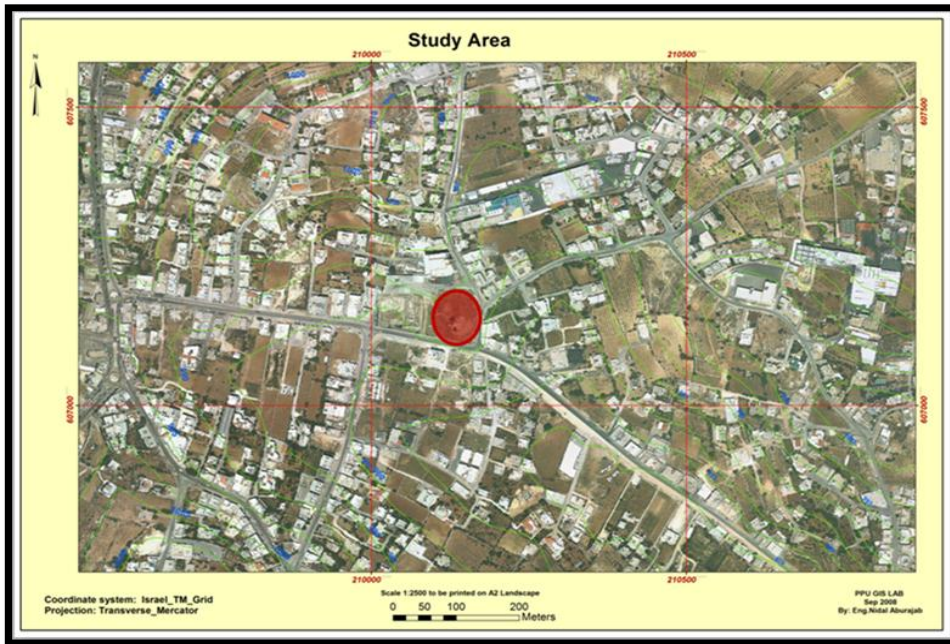 Study Area
N
210000
210500
607500
607500
607000
607000
210000
210500
Coordinate system: Israel_TM_Grid
Projection: Transverse_Mercator
Scale 1:2500 to be printed on A2 Landscape
0 50 100 200
Meters
PPU GIS LAB
Sep 2008
By: Eng.Nidal Aburajab